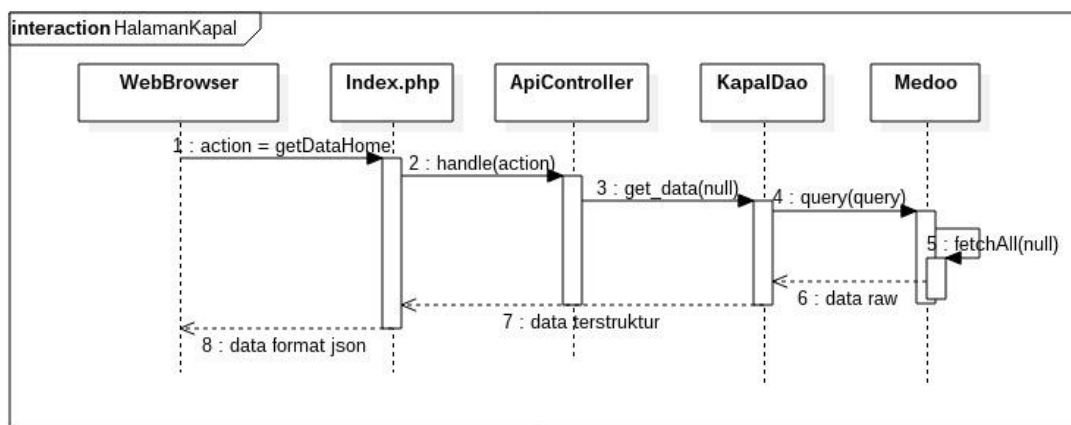 interaction HalamanKapal
WebBrowser
Index.php
ApiController
KapalDao
Medoo
1 : action = getDataHome
2 : handle(action)
3 : get_data(null)
4 : query(query)
5 : fetchAll(null)
6 : data raw
7 : data terstruktur
8 : data format json